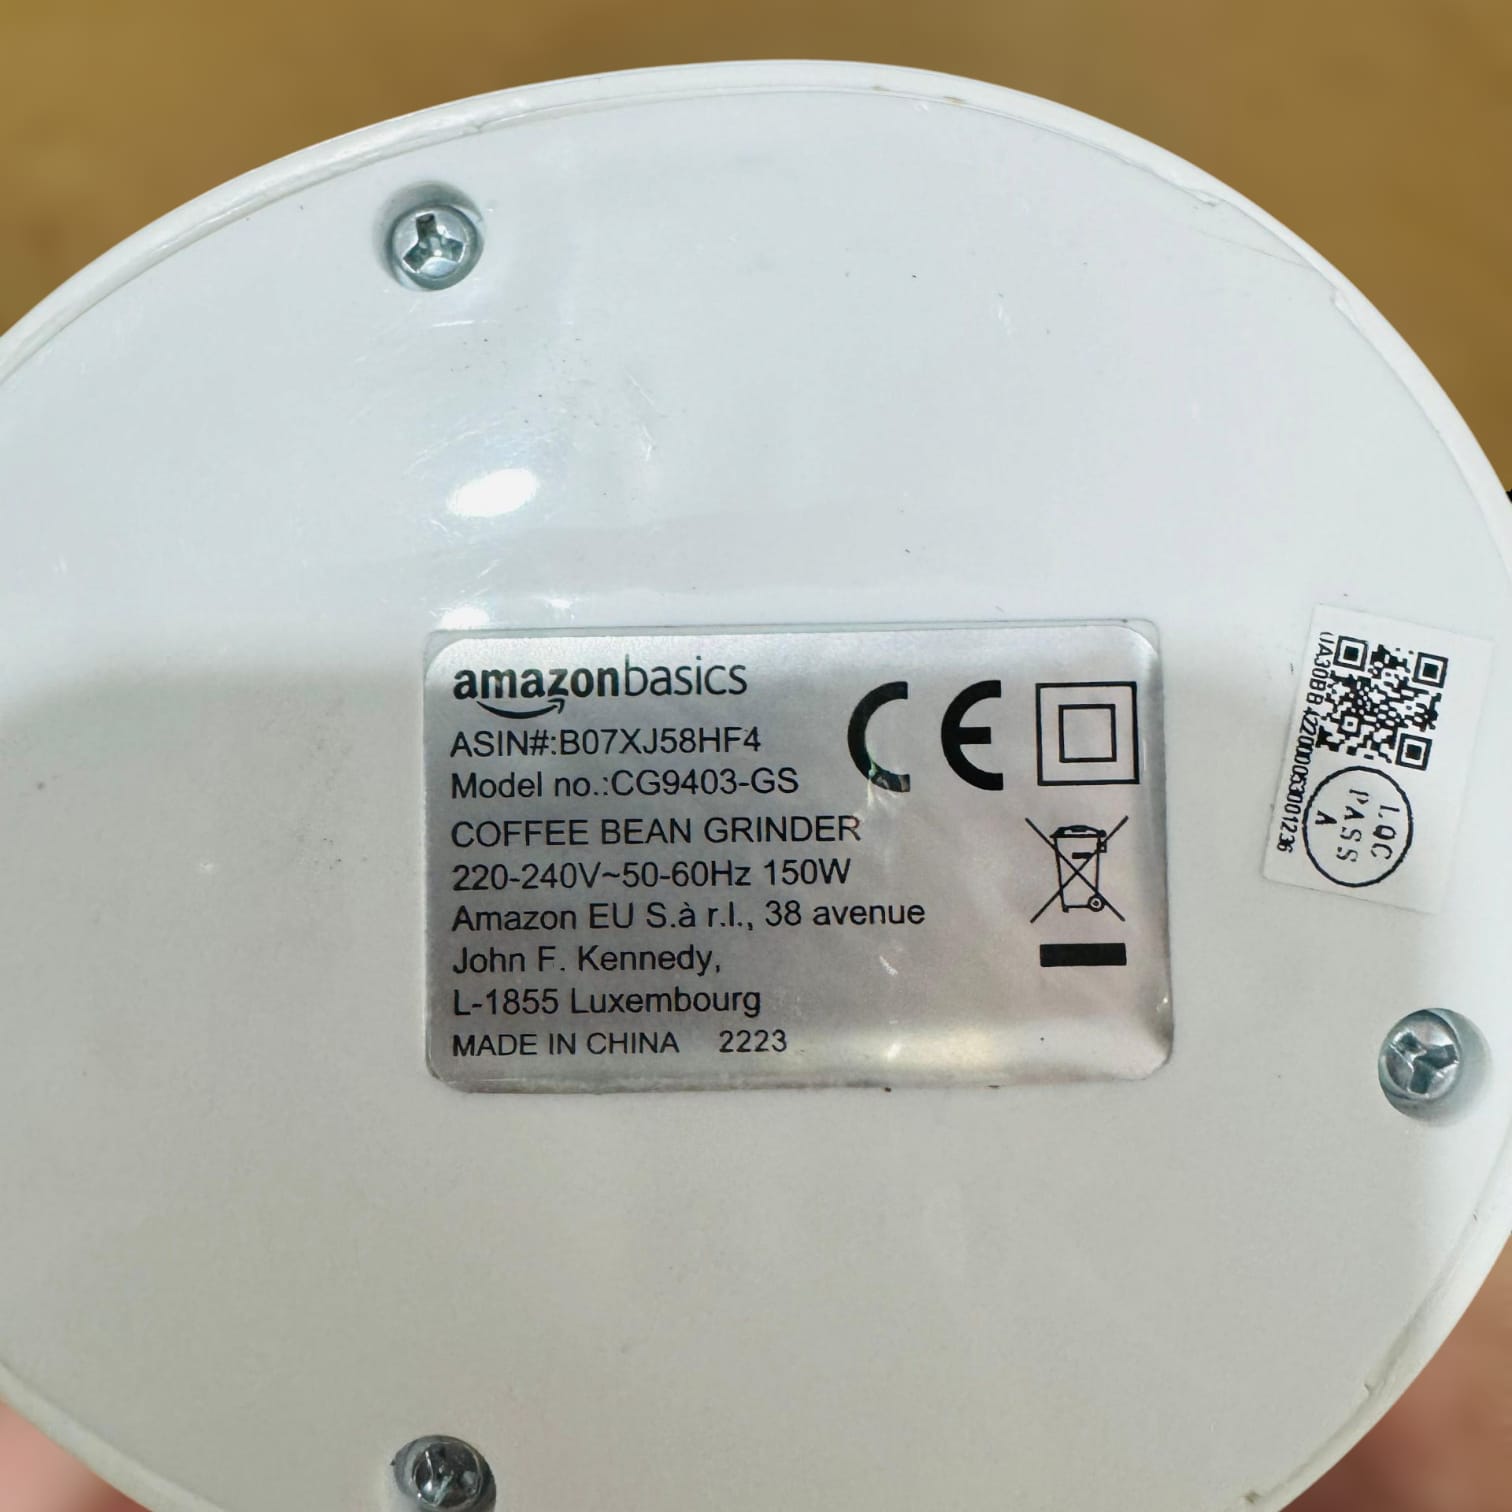 amazonbasics
ASIN#:B07XJ58HF4
Model no.:CG9403-GS
COFFEE BEAN GRINDER
220-240V~50-60Hz 150W
Amazon EU S.à r.l., 38 avenue
John F. Kennedy,
L-1855 Luxembourg
MADE IN CHINA 2223
CE
I.QC
PASS
A